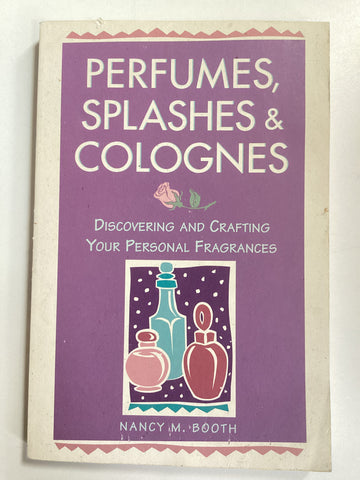 PERFUMES,
SPLASHES &
COLOGNES
DISCOVERING AND CRAFTING
YOUR PERSONAL FRAGRANCES
NANCY M. BOOTH